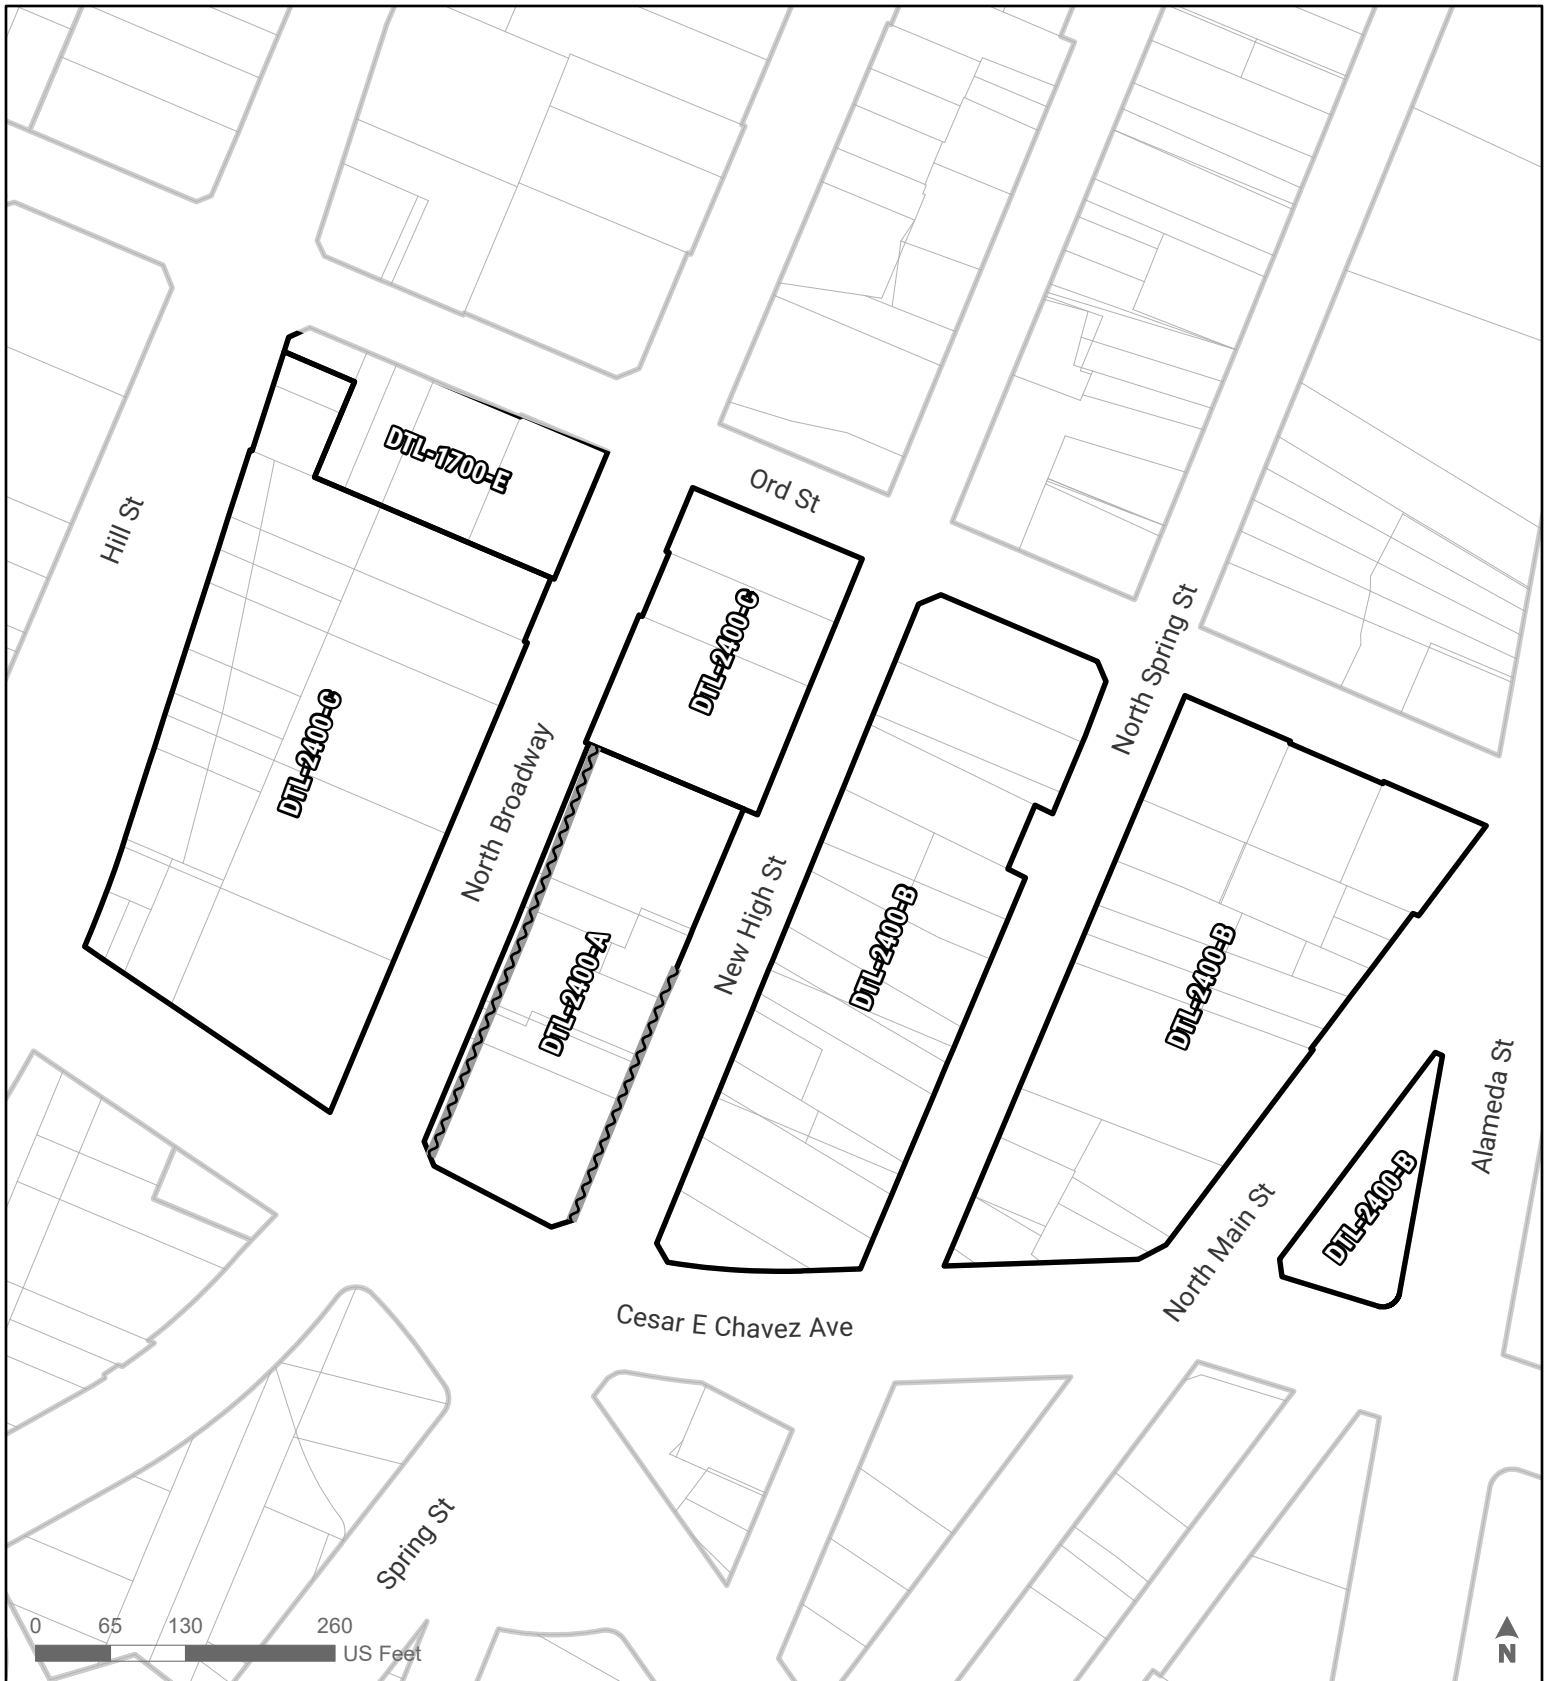 DTL-1700-E
Ord St
Hill St
DTL-2400-C
DTL-2400-C
North Spring St
North Broadway
New High St
DTL-2400-A
DTL-2400-B
DTL-2400-B
Alameda St
DTL-2400-B
North Main St
Cesar E Chavez Ave
Spring St
0 65 130 260
US Feet
N